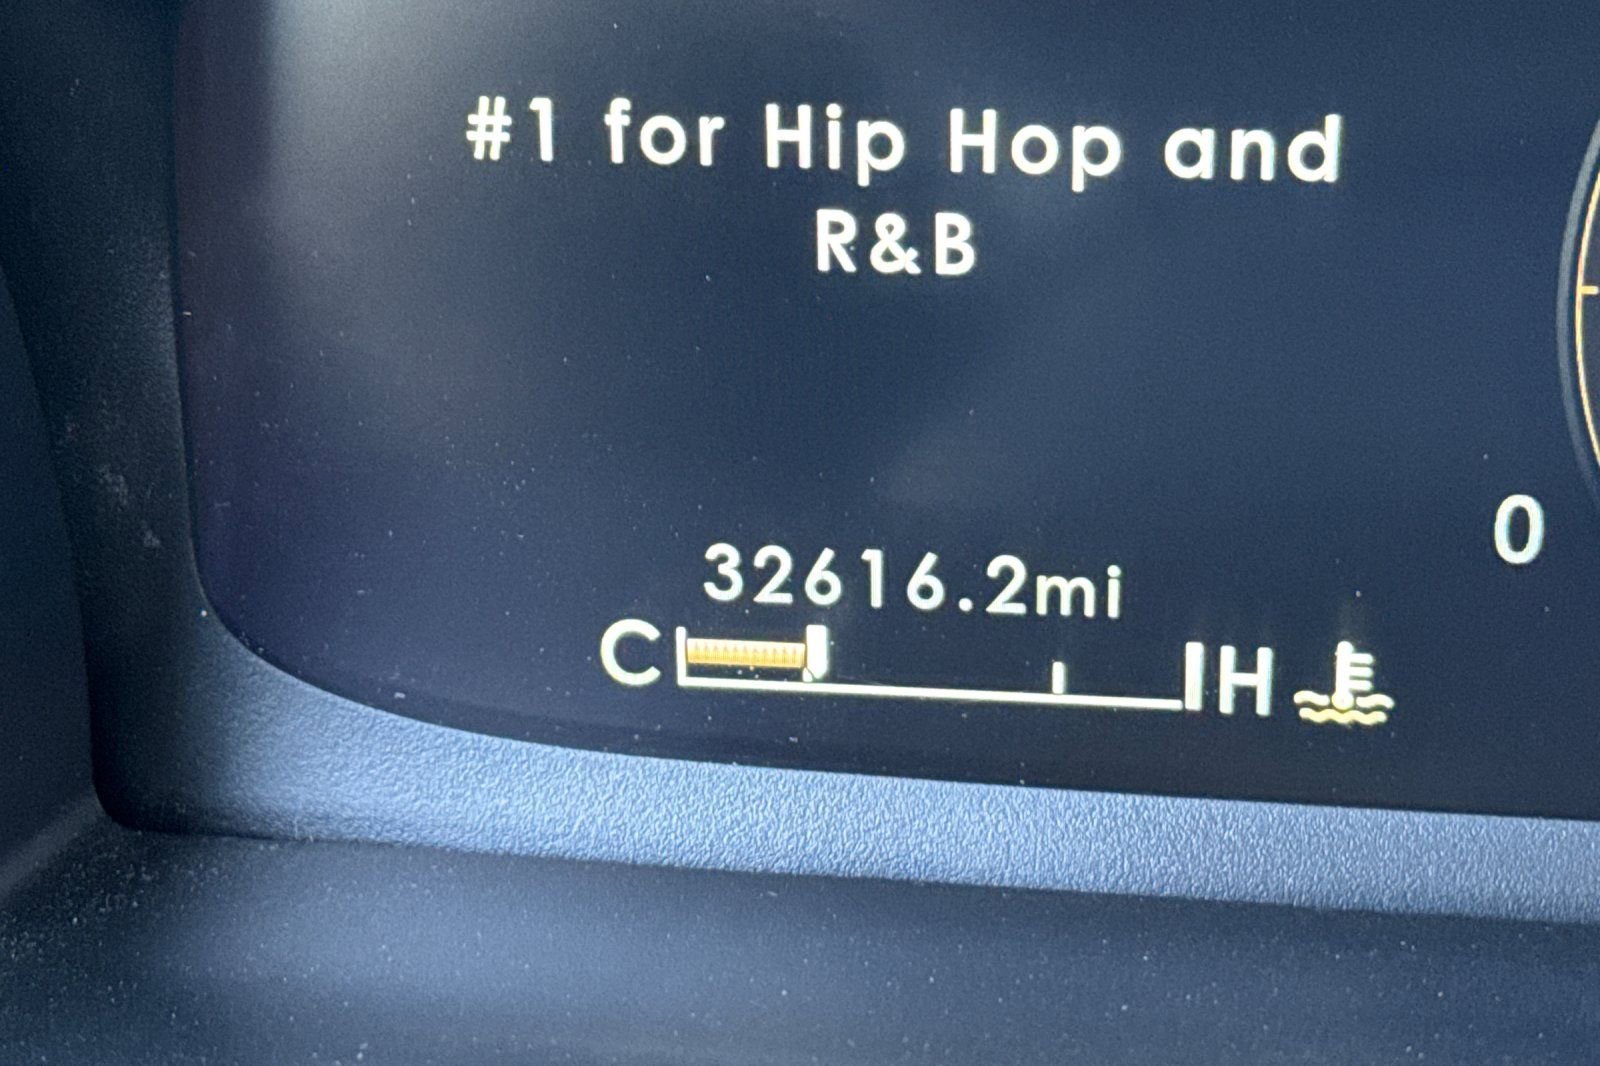 #1 for Hip Hop and
R&B
0
32616.2mi
C H